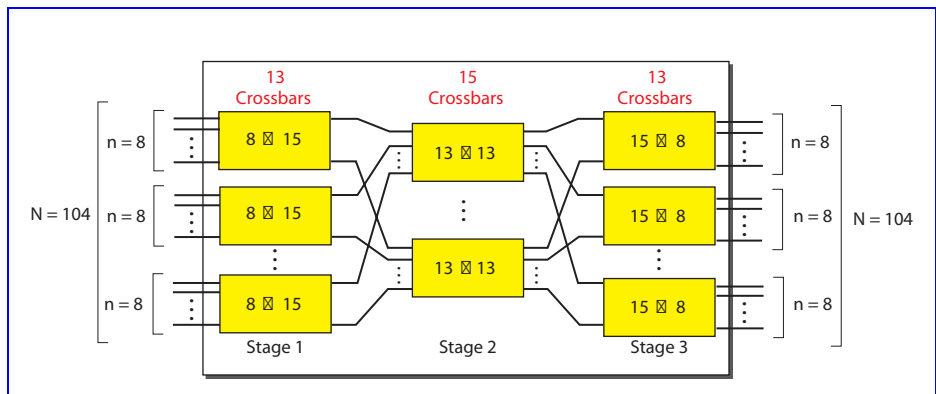 13
Crossbars
15
Crossbars
13
Crossbars
n = 8
8 15
13 13
15 8
n = 8
N = 104
n = 8
8 15
15 8
n = 8
N = 104
n = 8
8 15
13 13
15 8
n = 8
Stage 1
Stage 2
Stage 3